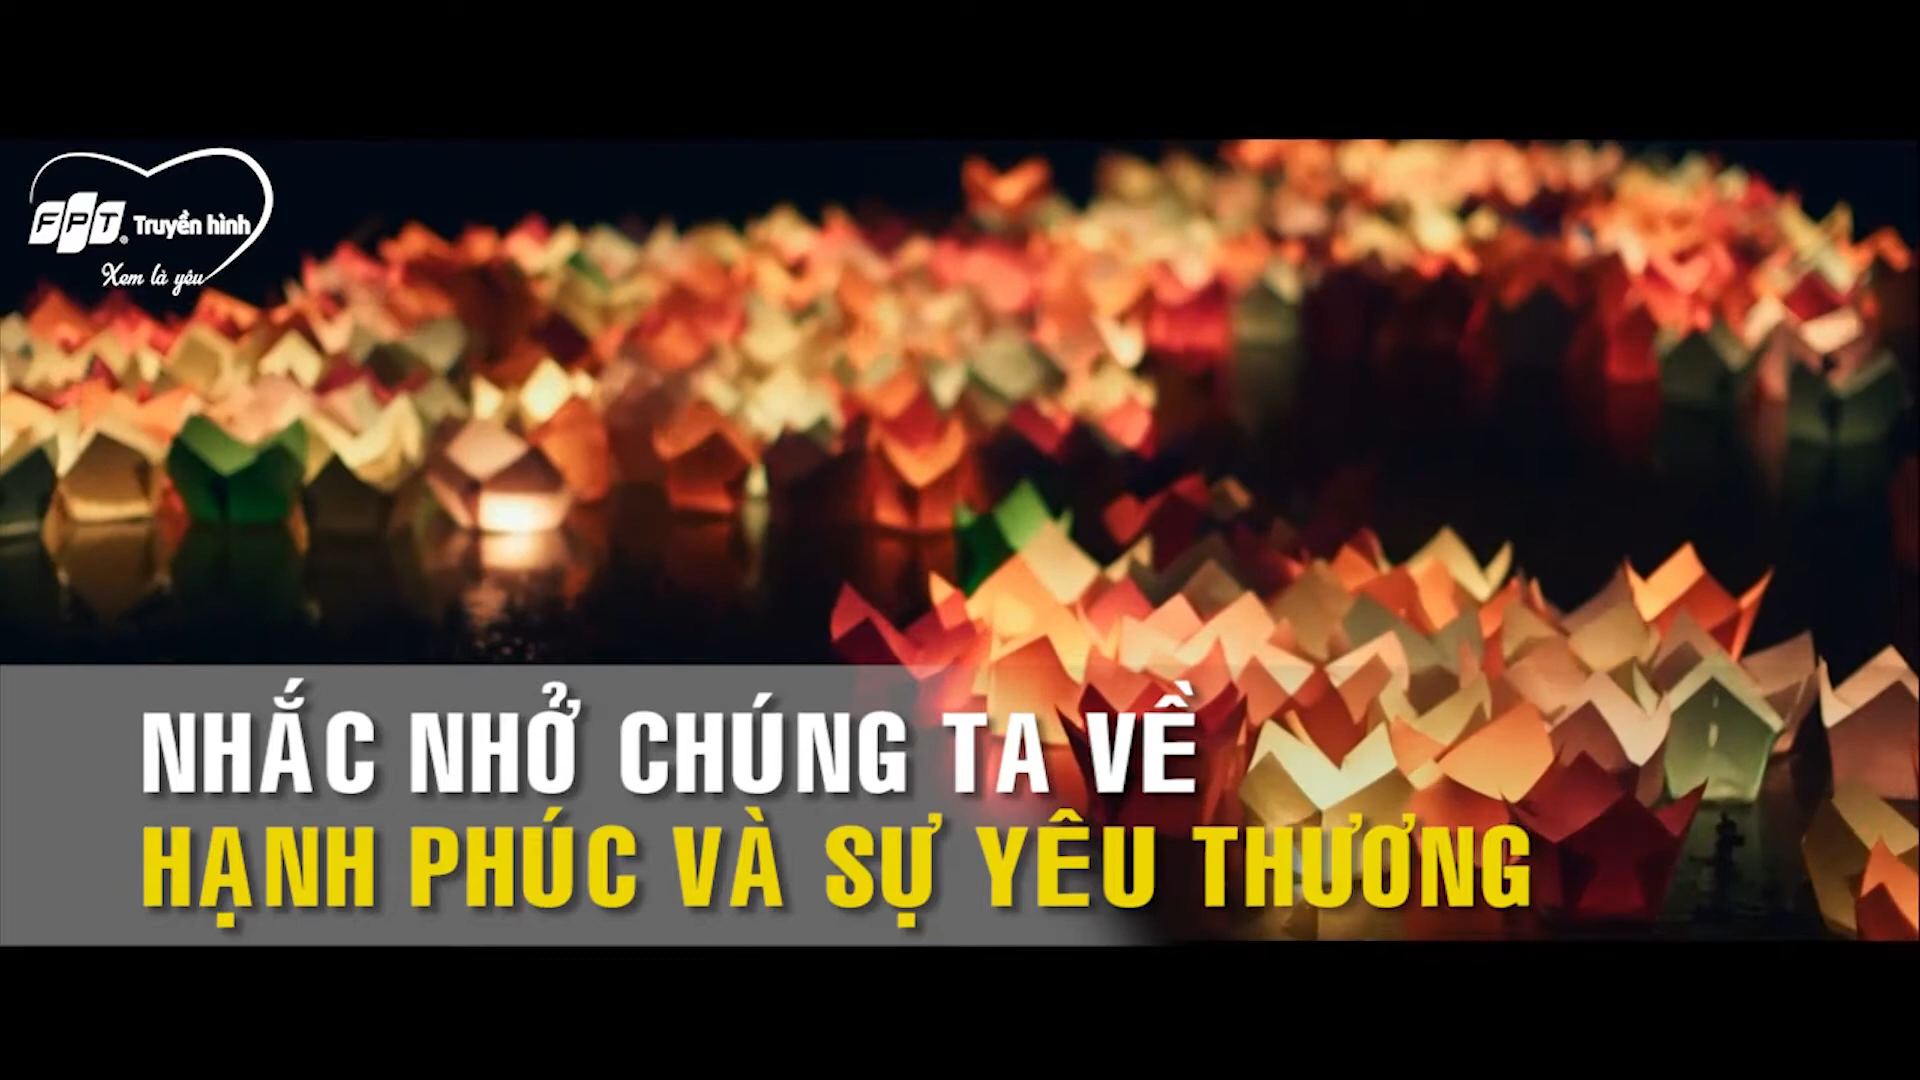 FPT® Truyền hình
Xem là yêu
NHẮC NHỞ CHÚNG TA VỀ
HẠNH PHÚC VÀ SỰ YÊU THƯƠNG